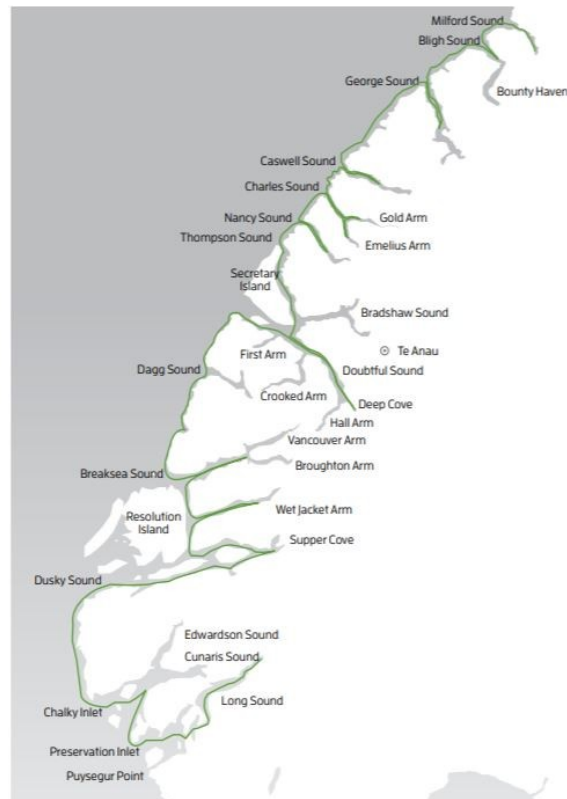 Milford Sound
Bligh Sound
George Sound
Bounty Haven
Caswell Sound
Charles Sound
Nancy Sound
Gold Arm
Thompson Sound
Emelius Arm
Secretary
Island
Bradshaw Sound
Te Anau
First Arm
Doubtful Sound
Dagg Sound
Crooked Arm
Deep Cove
Hall Arm
Vancouver Arm
Breaksea Sound
Broughton Arm
Resolution
Island
Wet Jacket Arm
Supper Cove
Dusky Sound
Edwardson Sound
Cunaris Sound
Long Sound
Chalky Inlet
Preservation Inlet
Puysegur Point